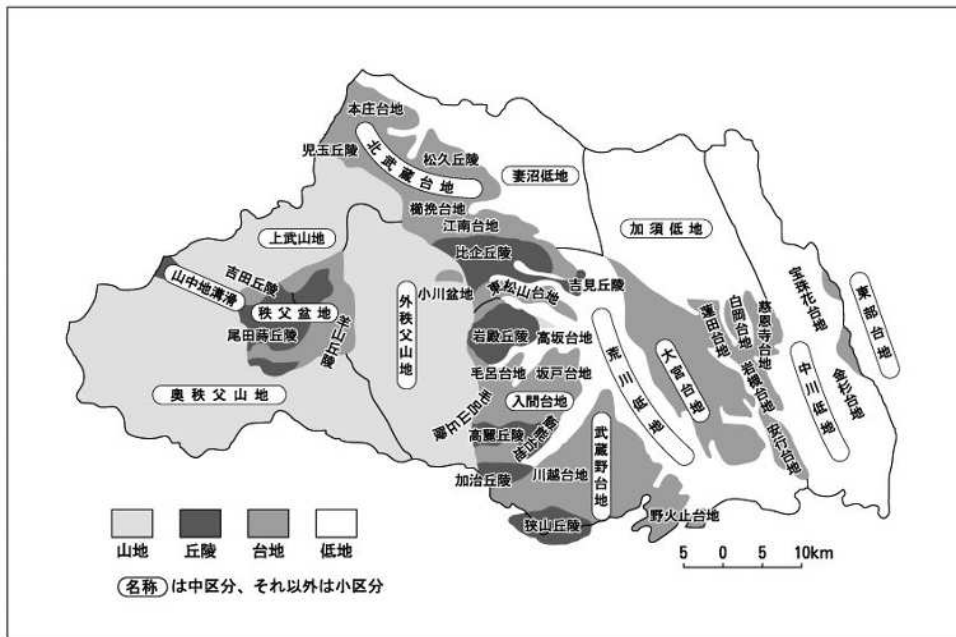 本庄台地
児玉丘陵
北武蔵台地
松久丘陵
妻沼低地
櫛挽台地
江南台地
加須低地
上武山地
比企丘陵
山中地溝滑
吉田丘陵
小川盆地
東松山台地
吉見丘陵
秩父盆地
尾田蒔丘陵
羊山丘陵
外秩父山地
岩殿丘陵
高坂台地
荒川低地
大宮台地
蓮田台地
白岡台地
慈恩寺台地
岩槻台地
宝珠花台地
東部台地
中川低地
金杉台地
安行台地
奥秩父山地
毛呂台地
坂戸台地
入間台地
毛呂山丘陵
高麗丘陵
飯能台地
武蔵野台地
加治丘陵
川越台地
狭山丘陵
野火止台地
山地
丘陵
台地
低地
名称は中区分、それ以外は小区分
5 0 5 10km